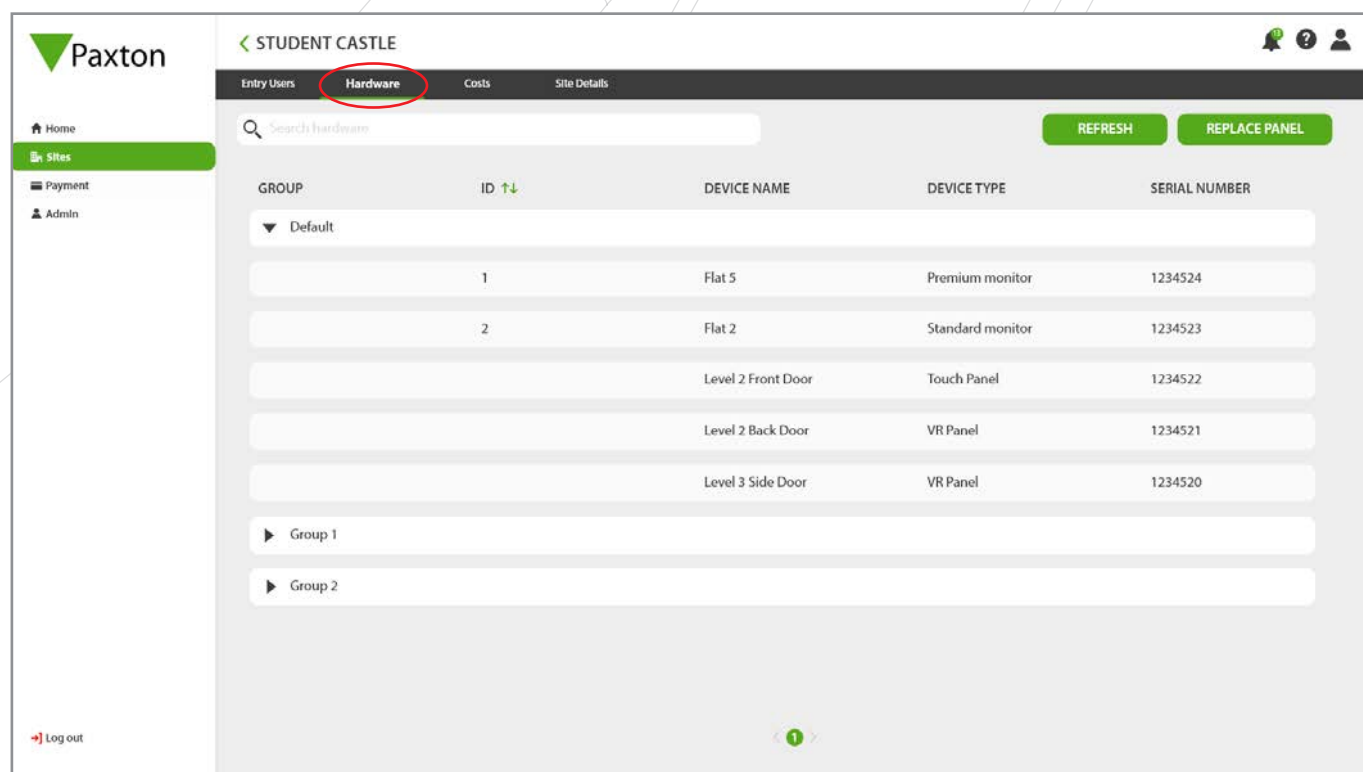 Paxton
STUDENT CASTLE
Entry Users Hardware Costs Site Details
Home
Sites
Payment
Admin
Search hardware
REFRESH REPLACE PANEL
GROUP ID DEVICE NAME DEVICE TYPE SERIAL NUMBER
Default
1 Flat 5 Premium monitor 1234524
2 Flat 2 Standard monitor 1234523
Level 2 Front Door Touch Panel 1234522
Level 2 Back Door VR Panel 1234521
Level 3 Side Door VR Panel 1234520
Group 1
Group 2
Log out
1